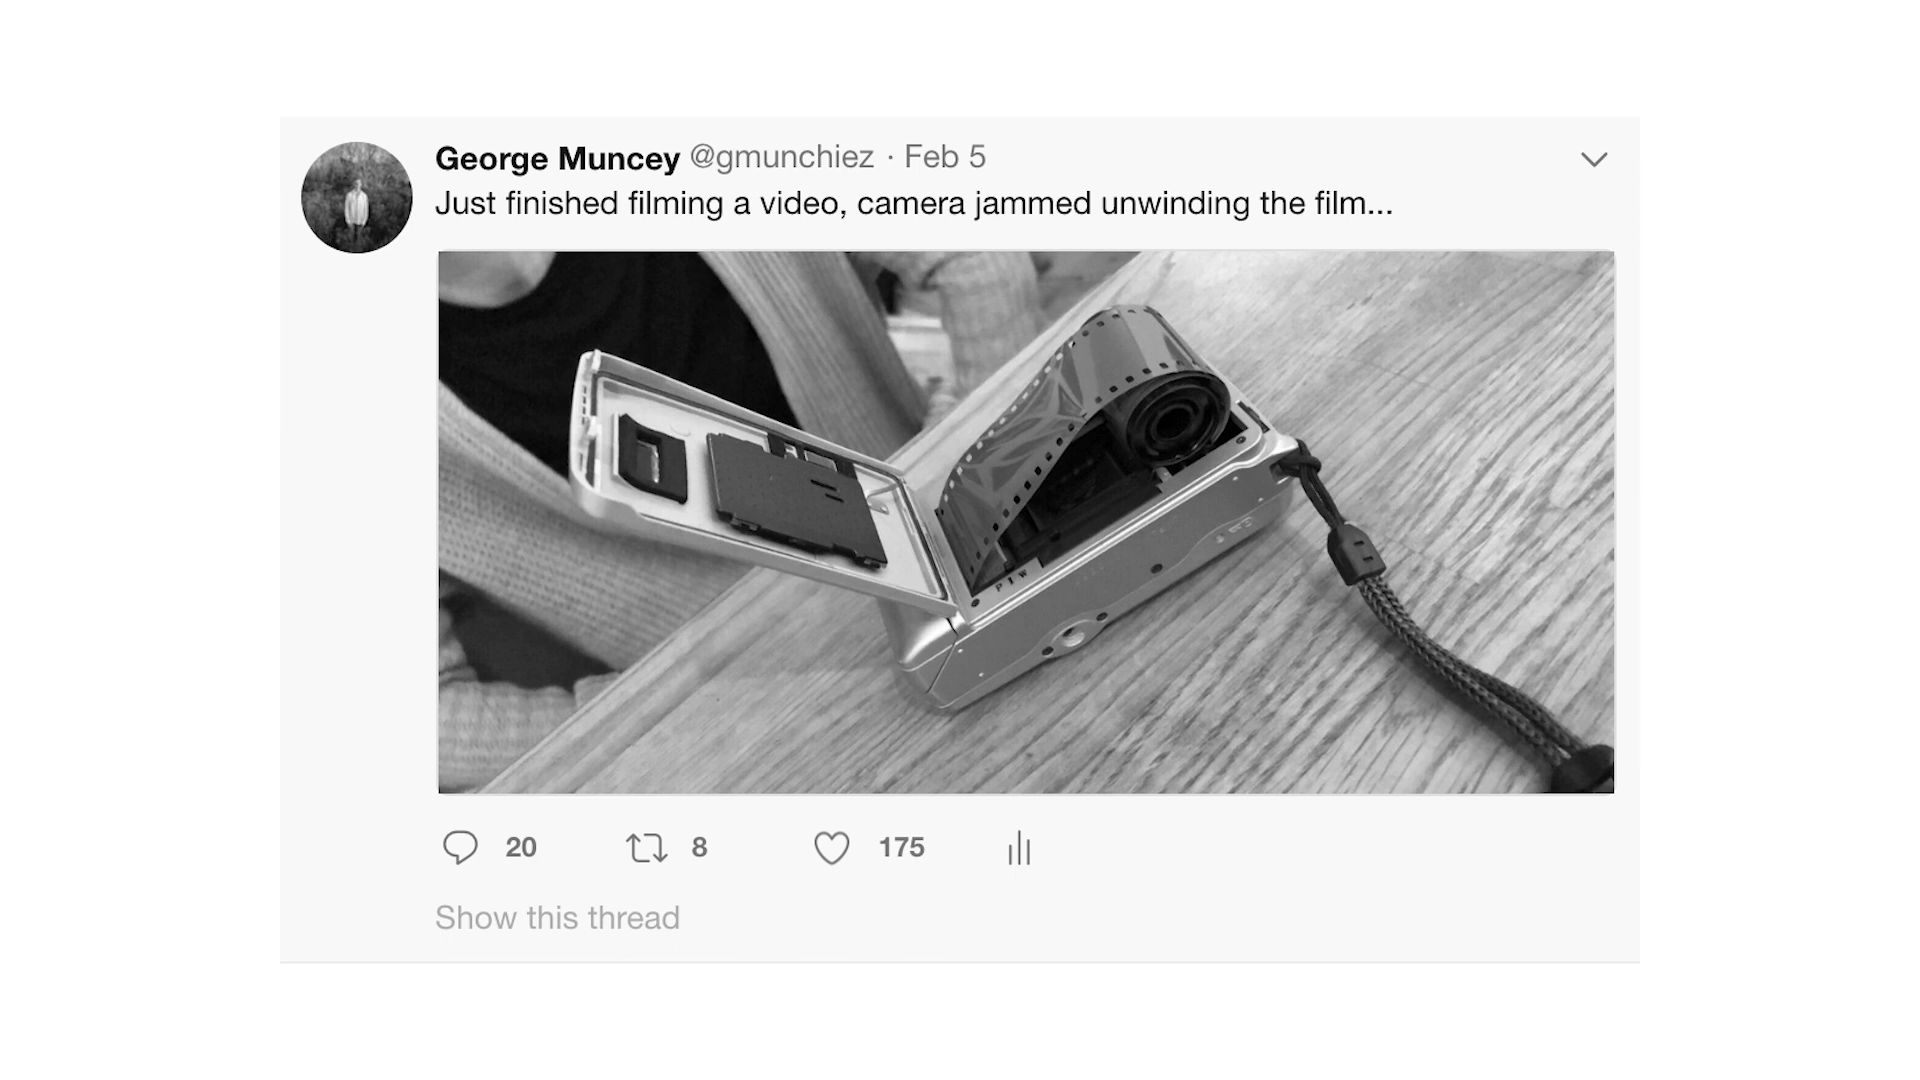 George Muncey @gmunchiez · Feb 5
Just finished filming a video, camera jammed unwinding the film...
20 8 175
Show this thread